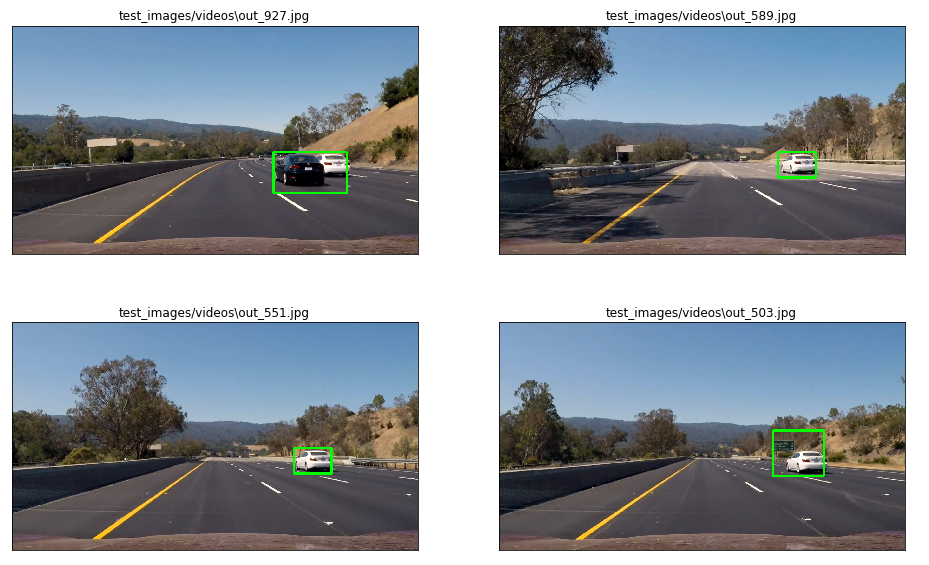 test_images/videos\out_927.jpg
test_images/videos\out_589.jpg
test_images/videos\out_551.jpg
test_images/videos\out_503.jpg